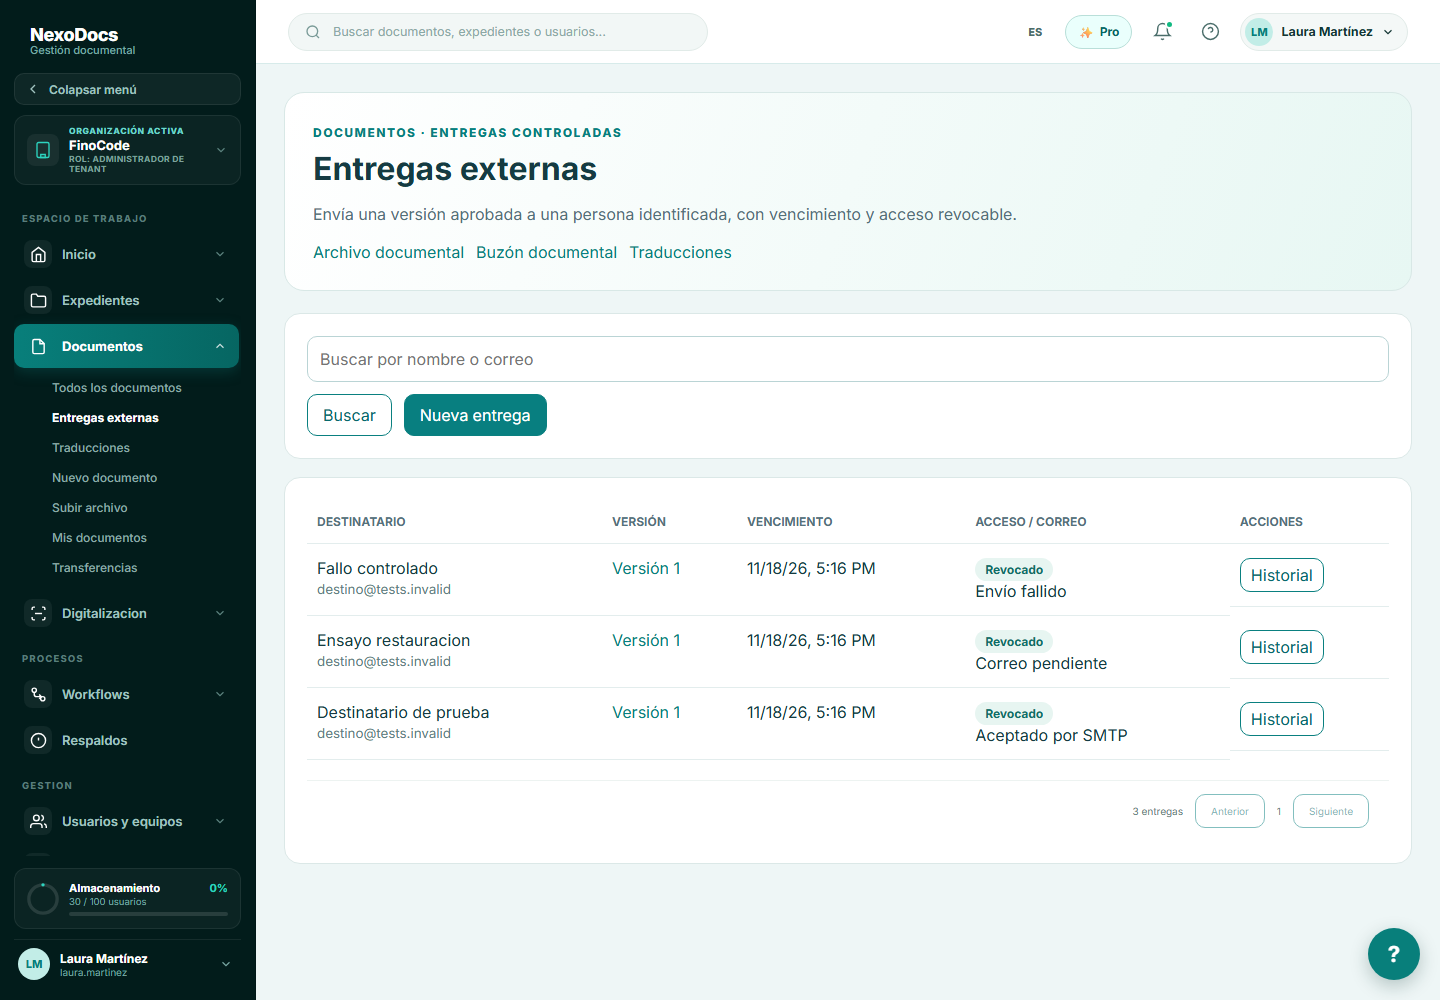 NexoDocs
Gestión documental
Colapsar menú
ORGANIZACIÓN ACTIVA
FinoCode
ROL: ADMINISTRADOR DE
TENANT
ESPACIO DE TRABAJO
Inicio
Expedientes
Documentos
Todos los documentos
Entregas externas
Traducciones
Nuevo documento
Subir archivo
Mis documentos
Transferencias
Digitalizacion
PROCESOS
Workflows
Respaldos
GESTION
Usuarios y equipos
Almacenamiento 0%
30 / 100 usuarios
LM Laura Martínez
laura.martinez
Buscar documentos, expedientes o usuarios...
ES Pro LM Laura Martínez
DOCUMENTOS · ENTREGAS CONTROLADAS
Entregas externas
Envía una versión aprobada a una persona identificada, con vencimiento y acceso revocable.
Archivo documental Buzón documental Traducciones
Buscar por nombre o correo
Buscar Nueva entrega
DESTINATARIO VERSIÓN VENCIMIENTO ACCESO / CORREO ACCIONES
Fallo controlado Versión 1 11/18/26, 5:16 PM Revocado Historial
destino@tests.invalid Envío fallido
Ensayo restauracion Versión 1 11/18/26, 5:16 PM Revocado Historial
destino@tests.invalid Correo pendiente
Destinatario de prueba Versión 1 11/18/26, 5:16 PM Revocado Historial
destino@tests.invalid Aceptado por SMTP
3 entregas Anterior 1 Siguiente
?